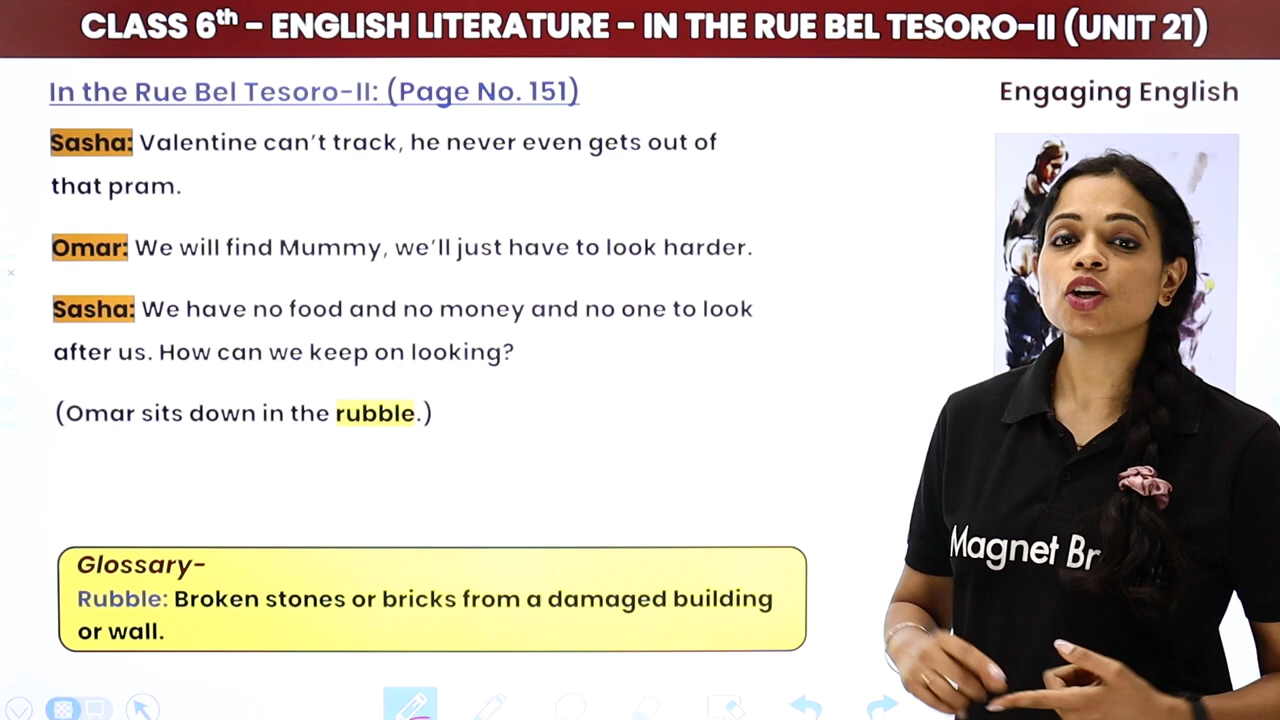 CLASS 6th – ENGLISH LITERATURE – IN THE RUE BEL TESORO-II (UNIT 21)
In the Rue Bel Tesoro-II: (Page No. 151)
Engaging English
Sasha: Valentine can't track, he never even gets out of
that pram.
Omar: We will find Mummy, we'll just have to look harder.
Sasha: We have no food and no money and no one to look
after us. How can we keep on looking?
(Omar sits down in the rubble.)
Magnet Br
Glossary-
Rubble: Broken stones or bricks from a damaged building
or wall.